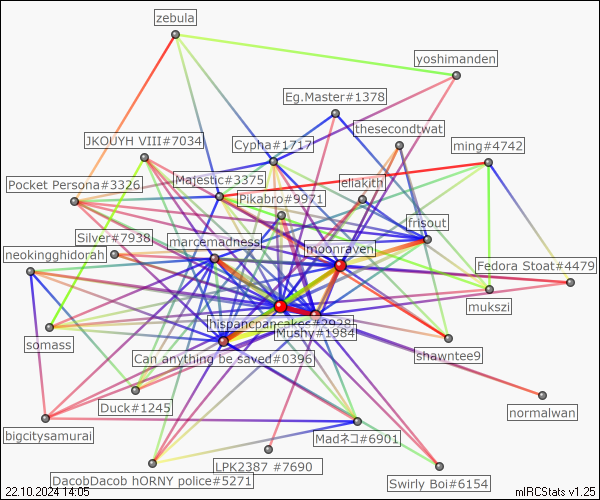 zebula
yoshimanden
Eg.Master#1378
thesecondtwat
JKOUYH VIII#7034
Cypha#1717
ming#4742
Pocket Persona#3326
Majestic#3375
eliakith
Pikabro#9971
frisout
Silver#7938
marcemadness
moonraven
neokingghidorah
Fedora Stoat#4479
mukszi
hispancpancakes#2928
Mushy#1984
somass
Can anything be saved#0396
shawntee9
Duck#1245
normalwan
bigcitysamurai
Madネコ#6901
LPK2387 #7690
DacobDacob hORNY police#5271
Swirly Boi#6154
22.10.2024 14:05
mIRCStats v1.25